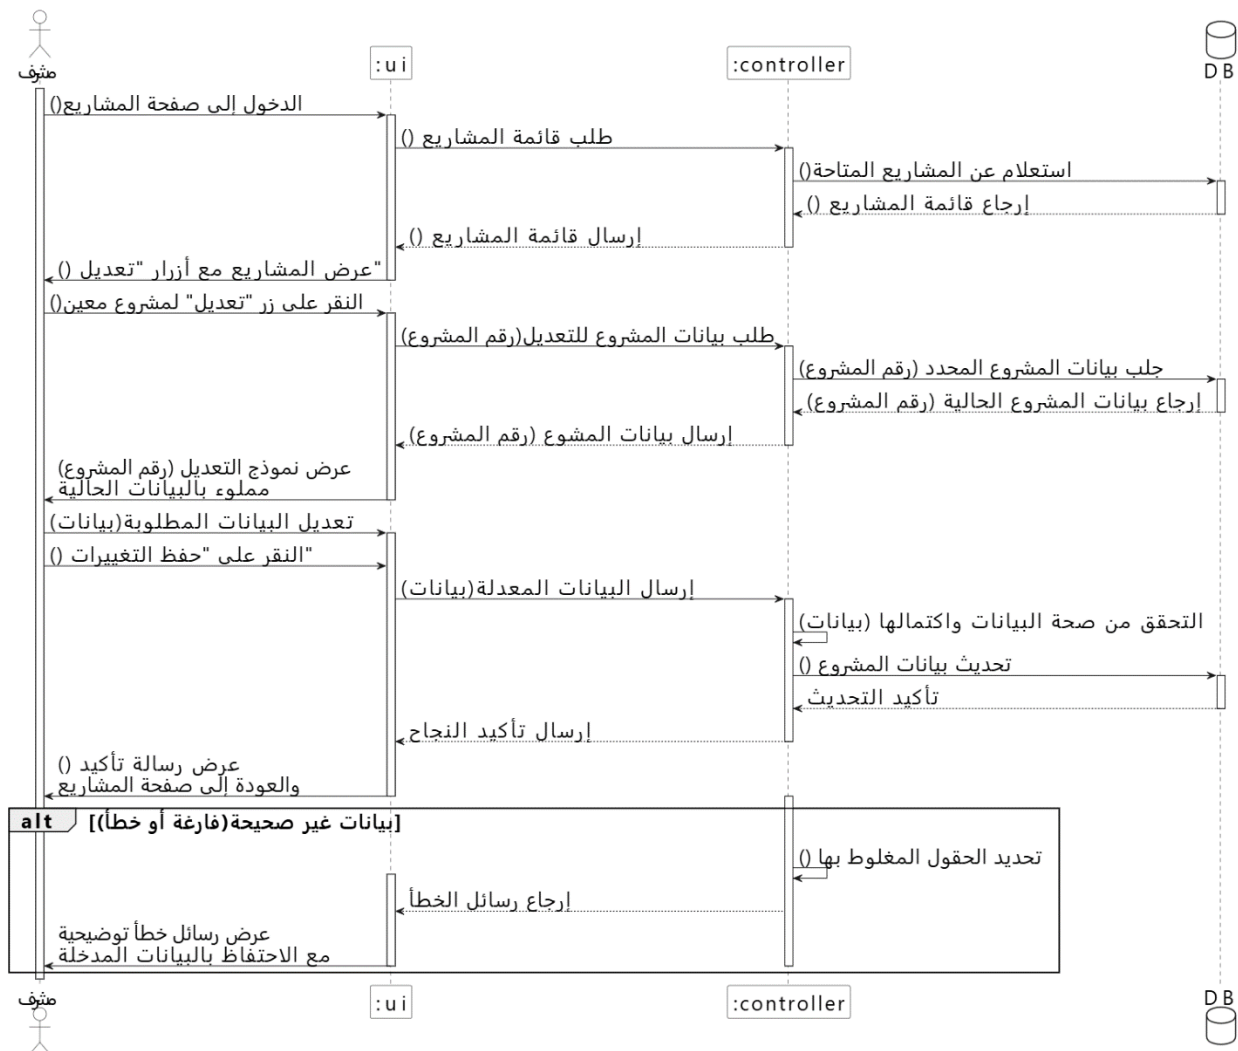 مشرف
:ui
:controller
DB
الدخول إلى صفحة المشاريع()
طلب قائمة المشاريع ()
استعلام عن المشاريع المتاحة()
إرجاع قائمة المشاريع ()
إرسال قائمة المشاريع ()
عرض المشاريع مع أزرار "تعديل" ()
النقر على زر "تعديل" لمشروع معين()
طلب بيانات المشروع للتعديل(رقم المشروع)
جلب بيانات المشروع المحدد (رقم المشروع)
إرجاع بيانات المشروع الحالية (رقم المشروع)
إرسال بيانات المشوع (رقم المشروع)
عرض نموذج التعديل (رقم المشروع)
مملوء بالبيانات الحالية
تعديل البيانات المطلوبة(بيانات)
النقر على "حفظ التغييرات" ()
إرسال البيانات المعدلة(بيانات)
التحقق من صحة البيانات واكتمالها (بيانات)
تحديث بيانات المشروع ()
تأكيد التحديث
إرسال تأكيد النجاح
عرض رسالة تأكيد ()
والعودة إلى صفحة المشاريع
alt
[بيانات غير صحيحة(فارغة أو خطأ)]
تحديد الحقول المغلوط بها ()
إرجاع رسائل الخطأ
عرض رسائل خطأ توضيحية
مع الاحتفاظ بالبيانات المدخلة
مشرف
:ui
:controller
DB